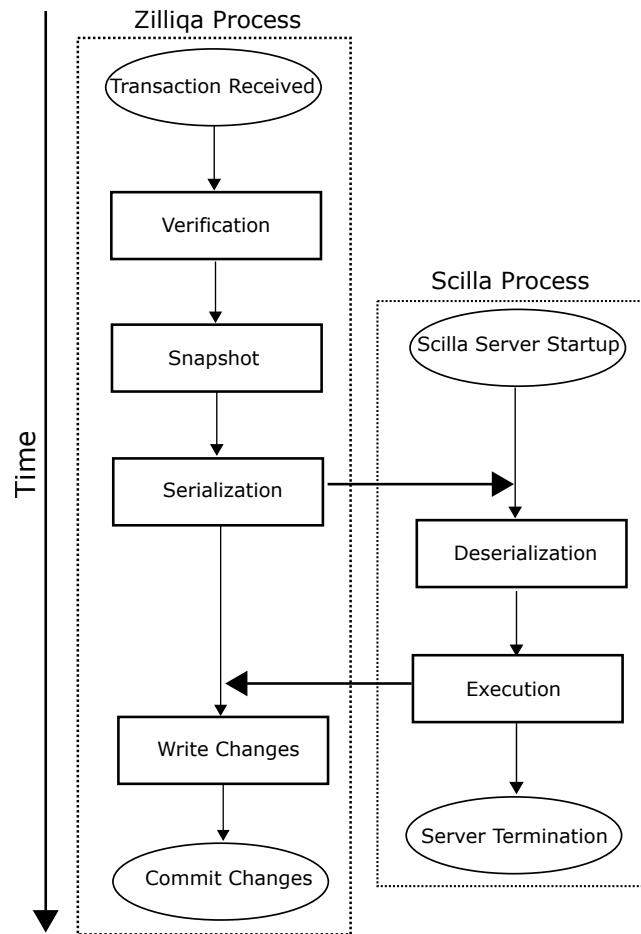 Zilliqa Process
Transaction Received
Verification
Scilla Process
Snapshot
Scilla Server Startup
Time
Serialization
Deserialization
Execution
Write Changes
Server Termination
Commit Changes